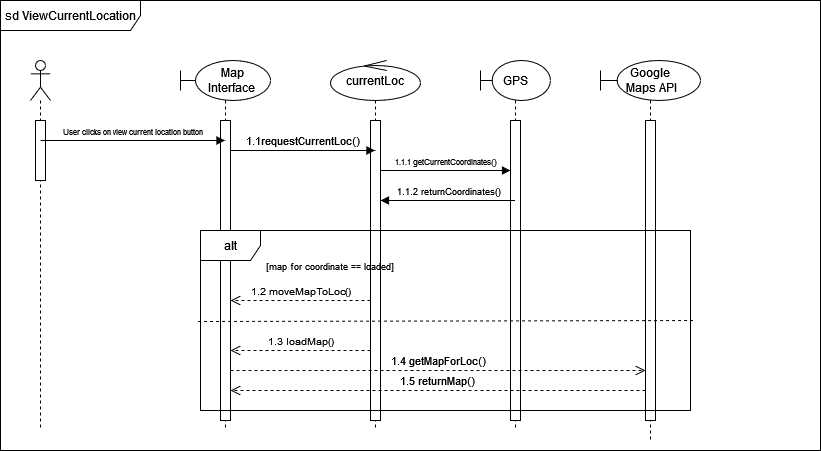 sd ViewCurrentLocation
Map
Interface
currentLoc
GPS
Google
Maps API
User clicks on view current location button
1.1requestCurrentLoc()
1.1.1 getCurrentCoordinates()
1.1.2 returnCoordinates()
alt
[map for coordinate == loaded]
1.2 moveMapToLoc()
1.3 loadMap()
1.4 getMapForLoc()
1.5 returnMap()